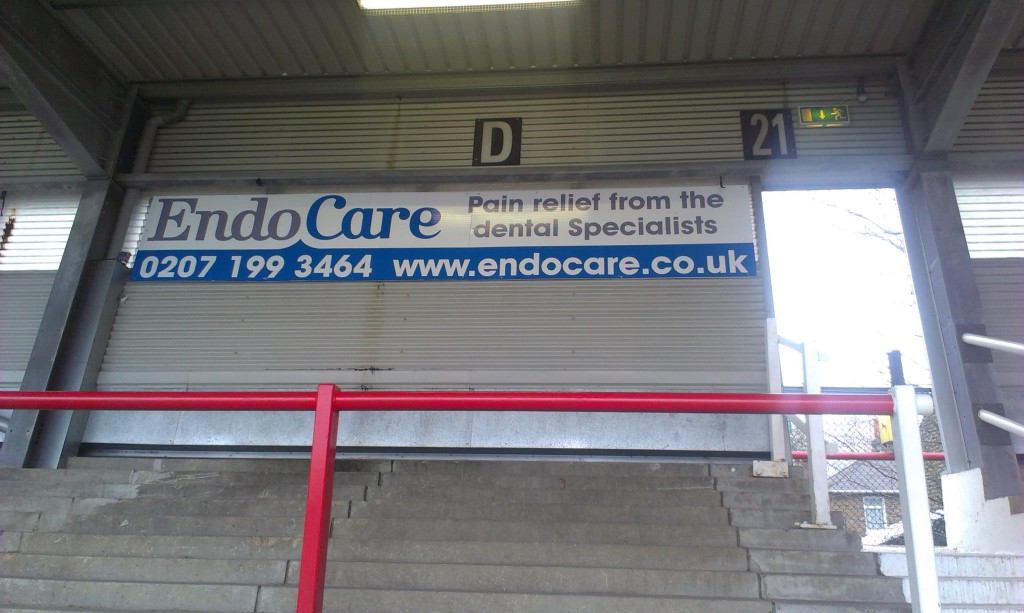 D
21
EndoCare
Pain relief from the
dental Specialists
0207 199 3464 www.endocare.co.uk